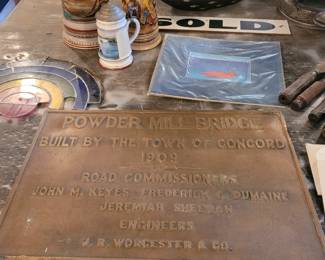 SOLD!
POWDER MILL BRIDGE
BUILT BY THE TOWN OF CONCORD
1909
ROAD COMMISSIONERS
JOHN M. KEYES FREDERICK G. DUMAINE
JEREMIAH SHEEHAN
ENGINEERS
J. R. WORCESTER & CO.